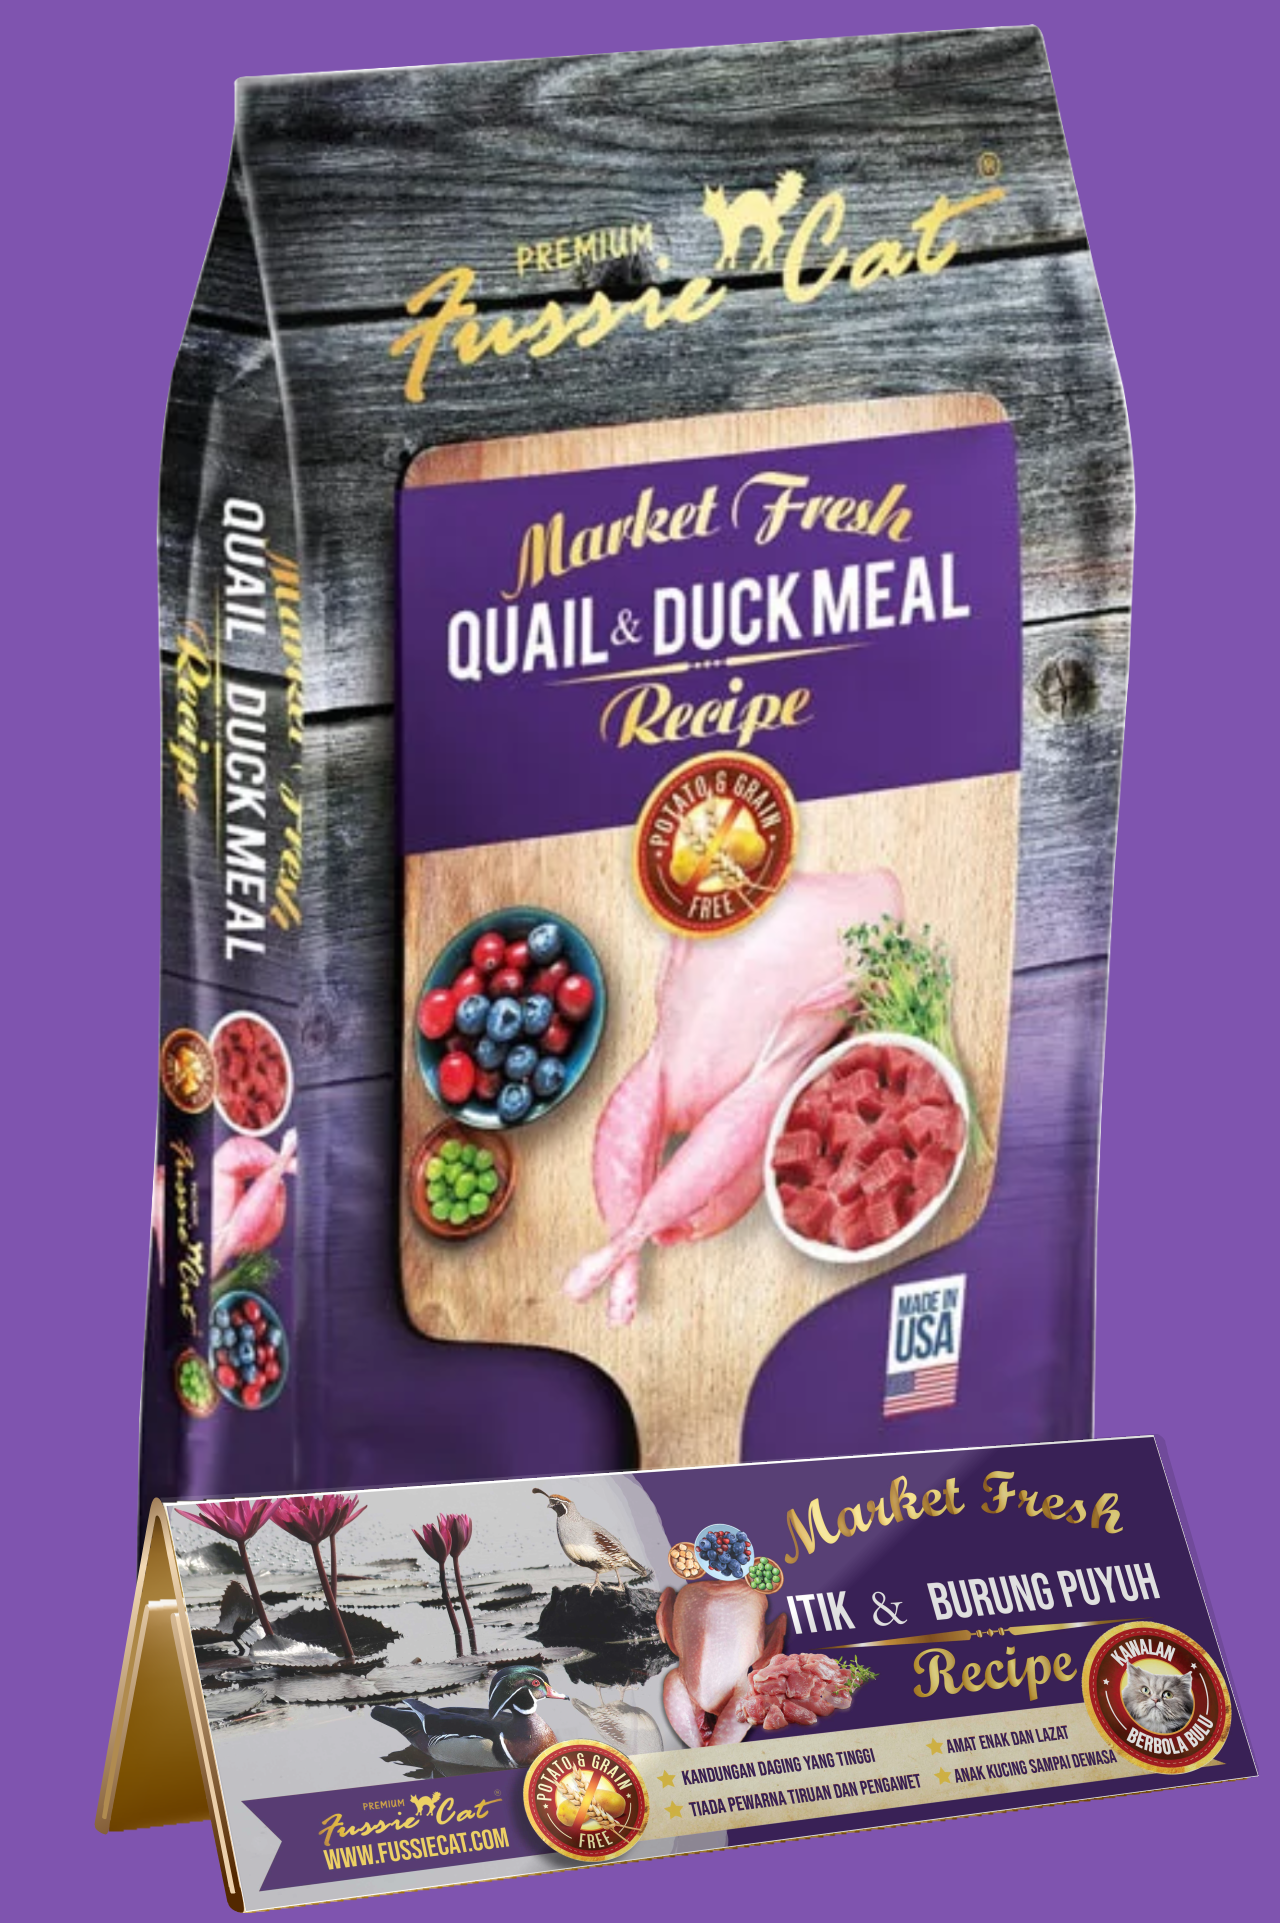 PREMIUM
Fussie Cat ®
Market Fresh
QUAIL & DUCK MEAL
Recipe
POTATO & GRAIN
FREE
MADE IN
USA
Market Fresh
QUAIL DUCK MEAL
Recipe
Fussie Cat
Market Fresh
ITIK & BURUNG PUYUH
Recipe
KAWALAN
BERBOLA BULU
KANDUNGAN DAGING YANG TINGGI
TIADA PEWARNA TIRUAN DAN PENGAWET
AMAT ENAK DAN LAZAT
ANAK KUCING SAMPAI DEWASA
POTATO & GRAIN
FREE
PREMIUM
Fussie Cat
WWW.FUSSIECAT.COM